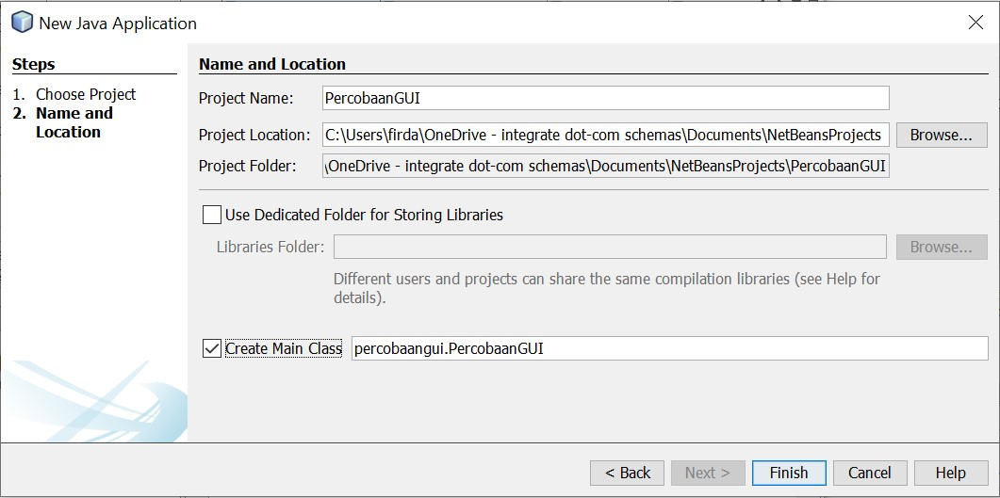 New Java Application
Steps
1. Choose Project
2. Name and
Location
Name and Location
Project Name: PercobaanGUI
Project Location: C:\Users\firda\OneDrive - integrate dot-com schemas\Documents\NetBeansProjects Browse...
Project Folder: \OneDrive - integrate dot-com schemas\Documents\NetBeansProjects\PercobaanGUI
Use Dedicated Folder for Storing Libraries
Libraries Folder: Browse...
Different users and projects can share the same compilation libraries (see Help for
details).
Create Main Class percobaangui.PercobaanGUI
< Back Next > Finish Cancel Help